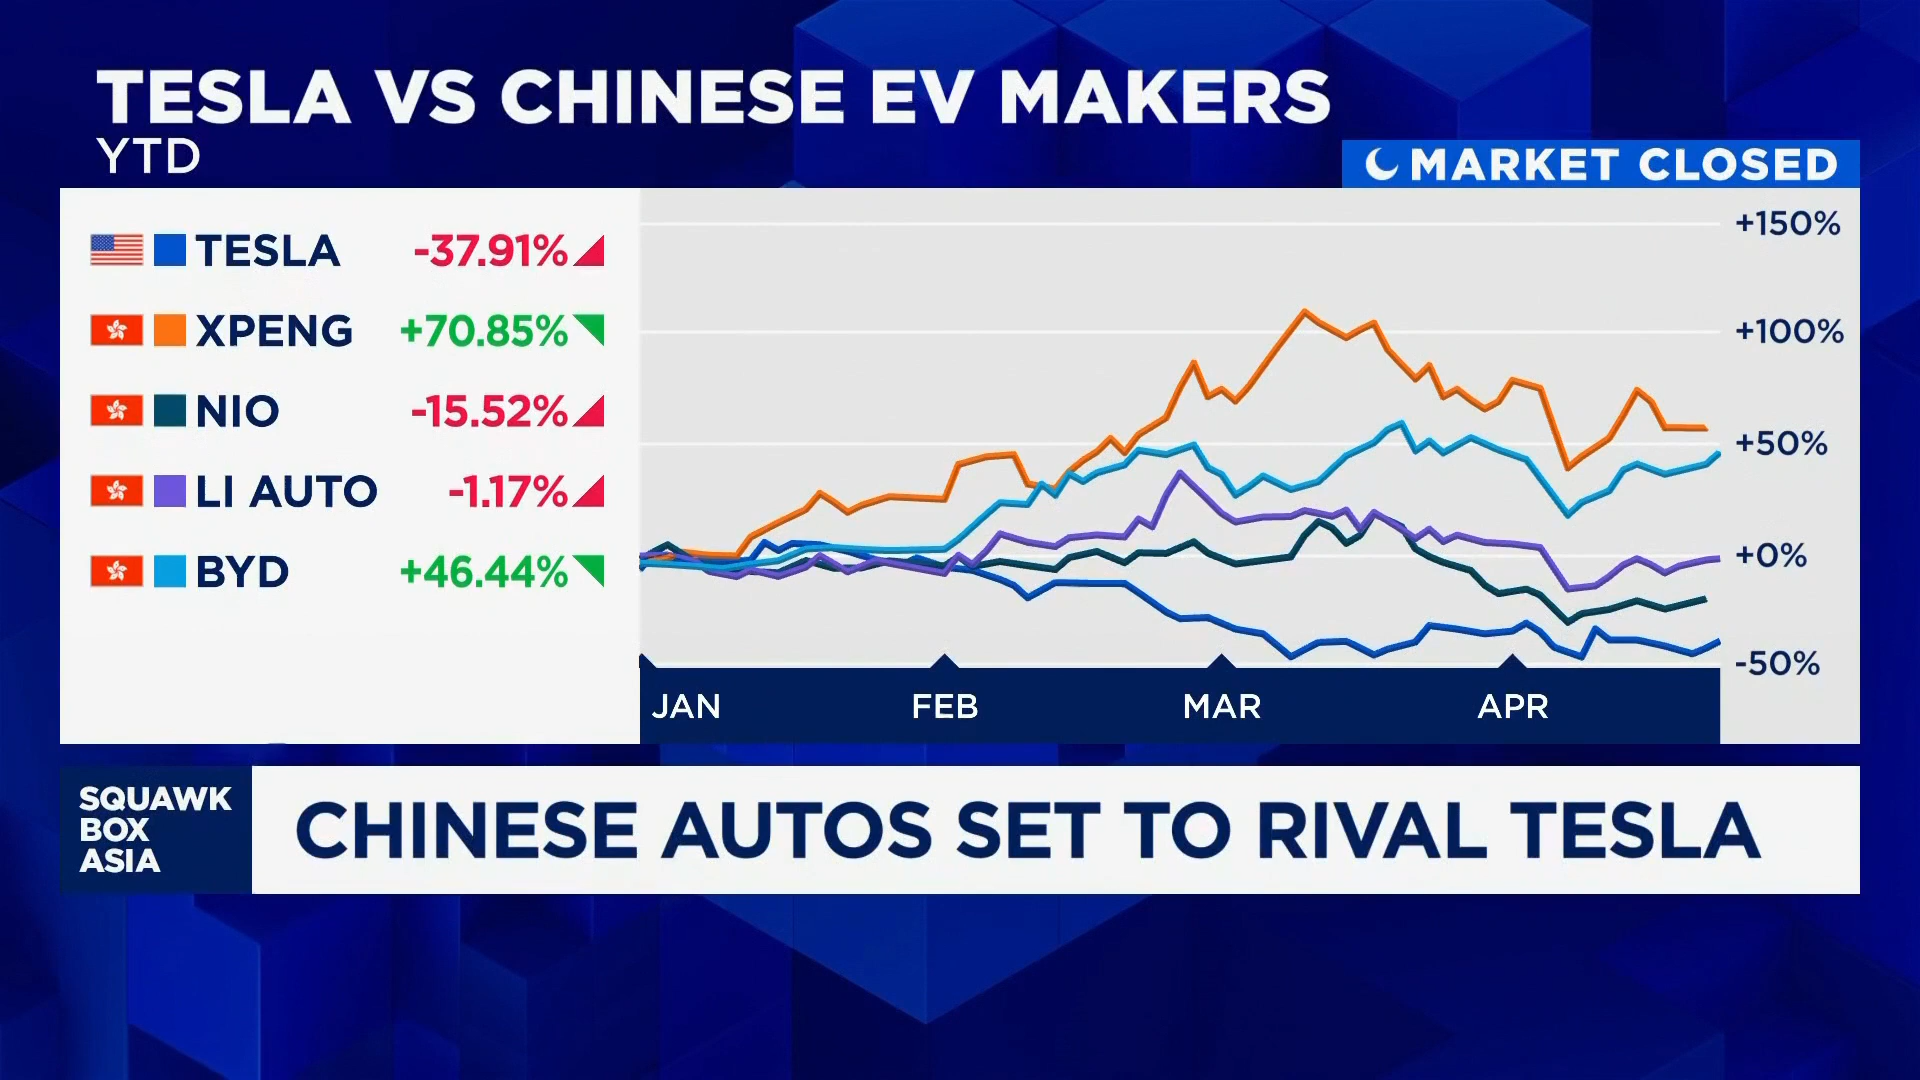 TESLA VS CHINESE EV MAKERS
YTD
MARKET CLOSED
TESLA -37.91%
XPENG +70.85%
NIO -15.52%
LI AUTO -1.17%
BYD +46.44%
+150%
+100%
+50%
+0%
-50%
JAN FEB MAR APR
SQUAWK
BOX
ASIA
CHINESE AUTOS SET TO RIVAL TESLA